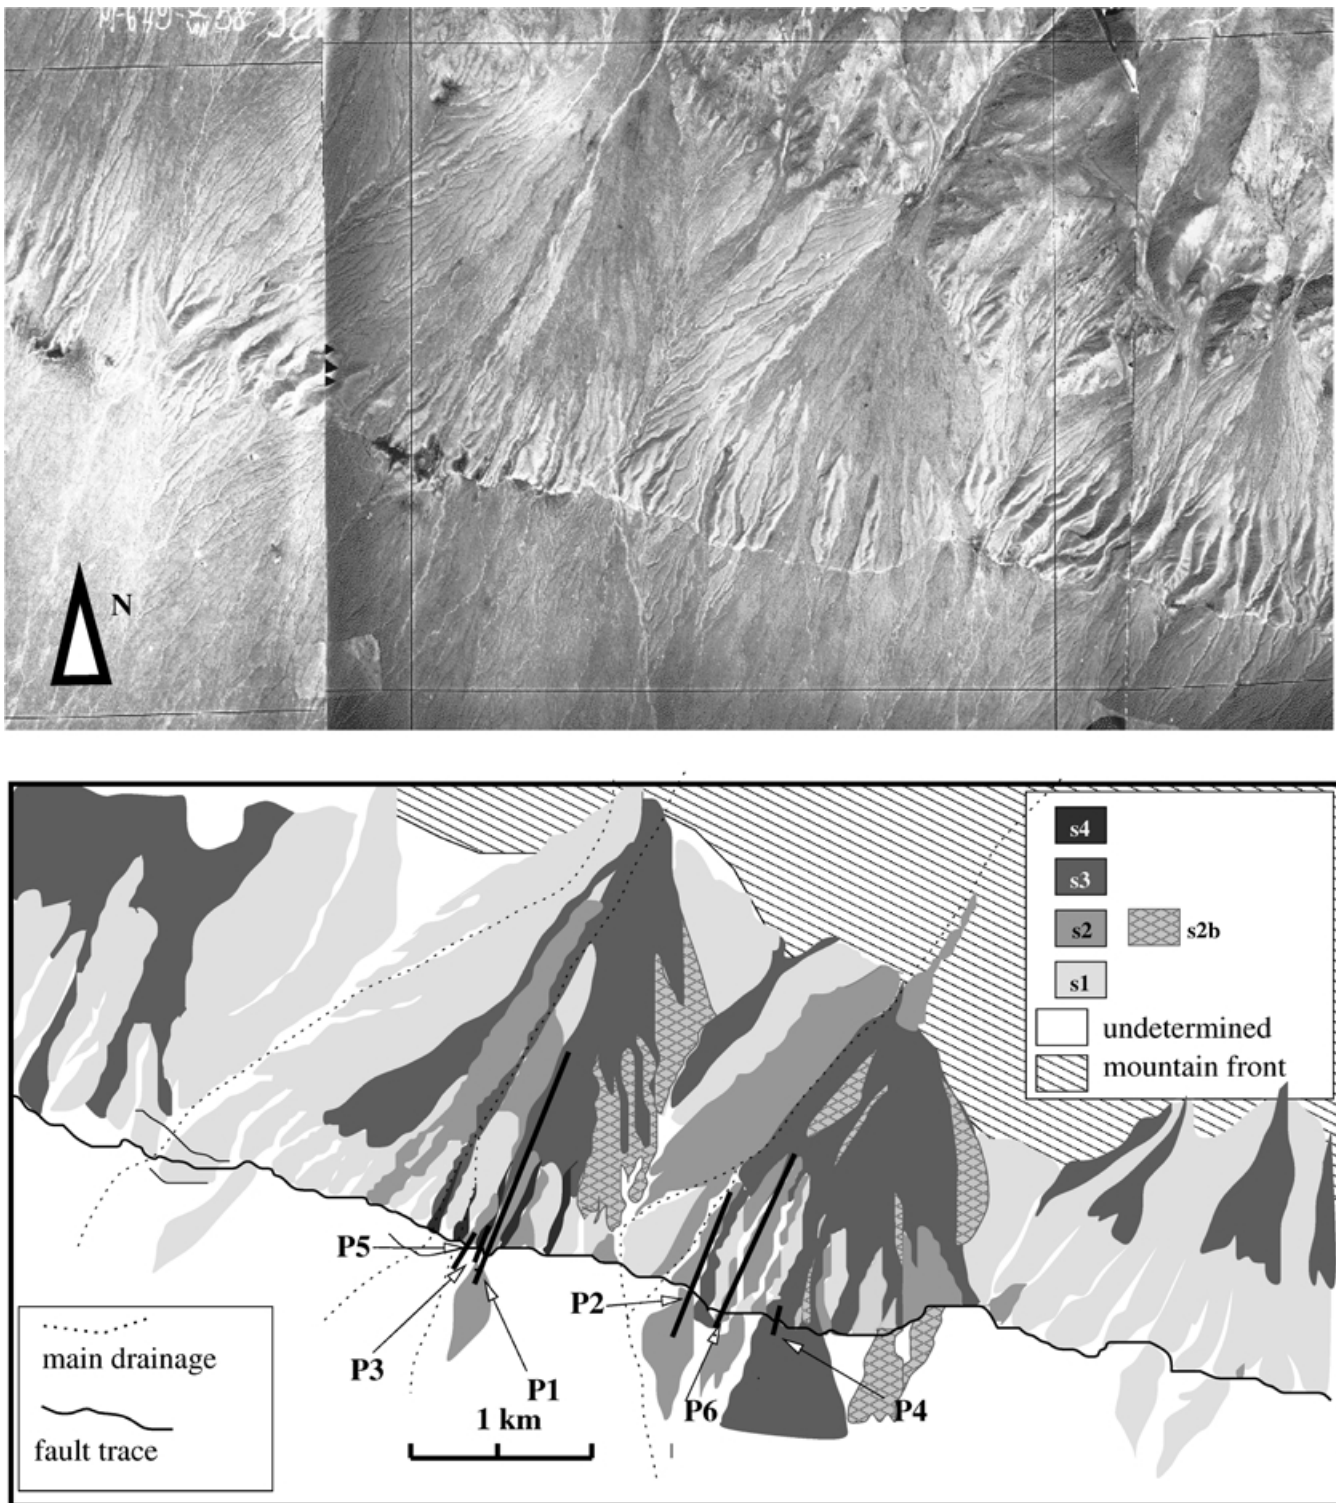 N
s4
s3
s2
s2b
s1
undetermined
mountain front
P5
P2
P3
P1
P6
P4
1 km
main drainage
fault trace